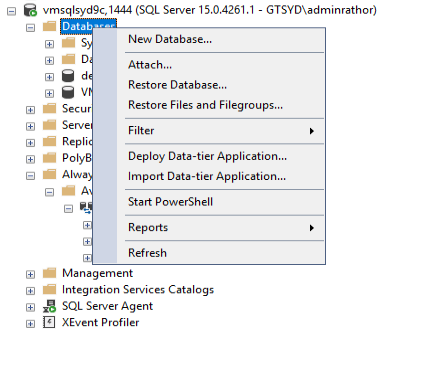 vmsqlsyd9c,1444 (SQL Server 15.0.4261.1 - GTSYD\adminrathor)
Databases
New Database...
Sy
Attach...
Da
Restore Database...
de
Restore Files and Filegroups...
VM
Secur
Filter
Server
Replic
Deploy Data-tier Application...
PolyB
Import Data-tier Application...
Alway
Start PowerShell
Av
Reports
Refresh
Management
Integration Services Catalogs
SQL Server Agent
XEvent Profiler